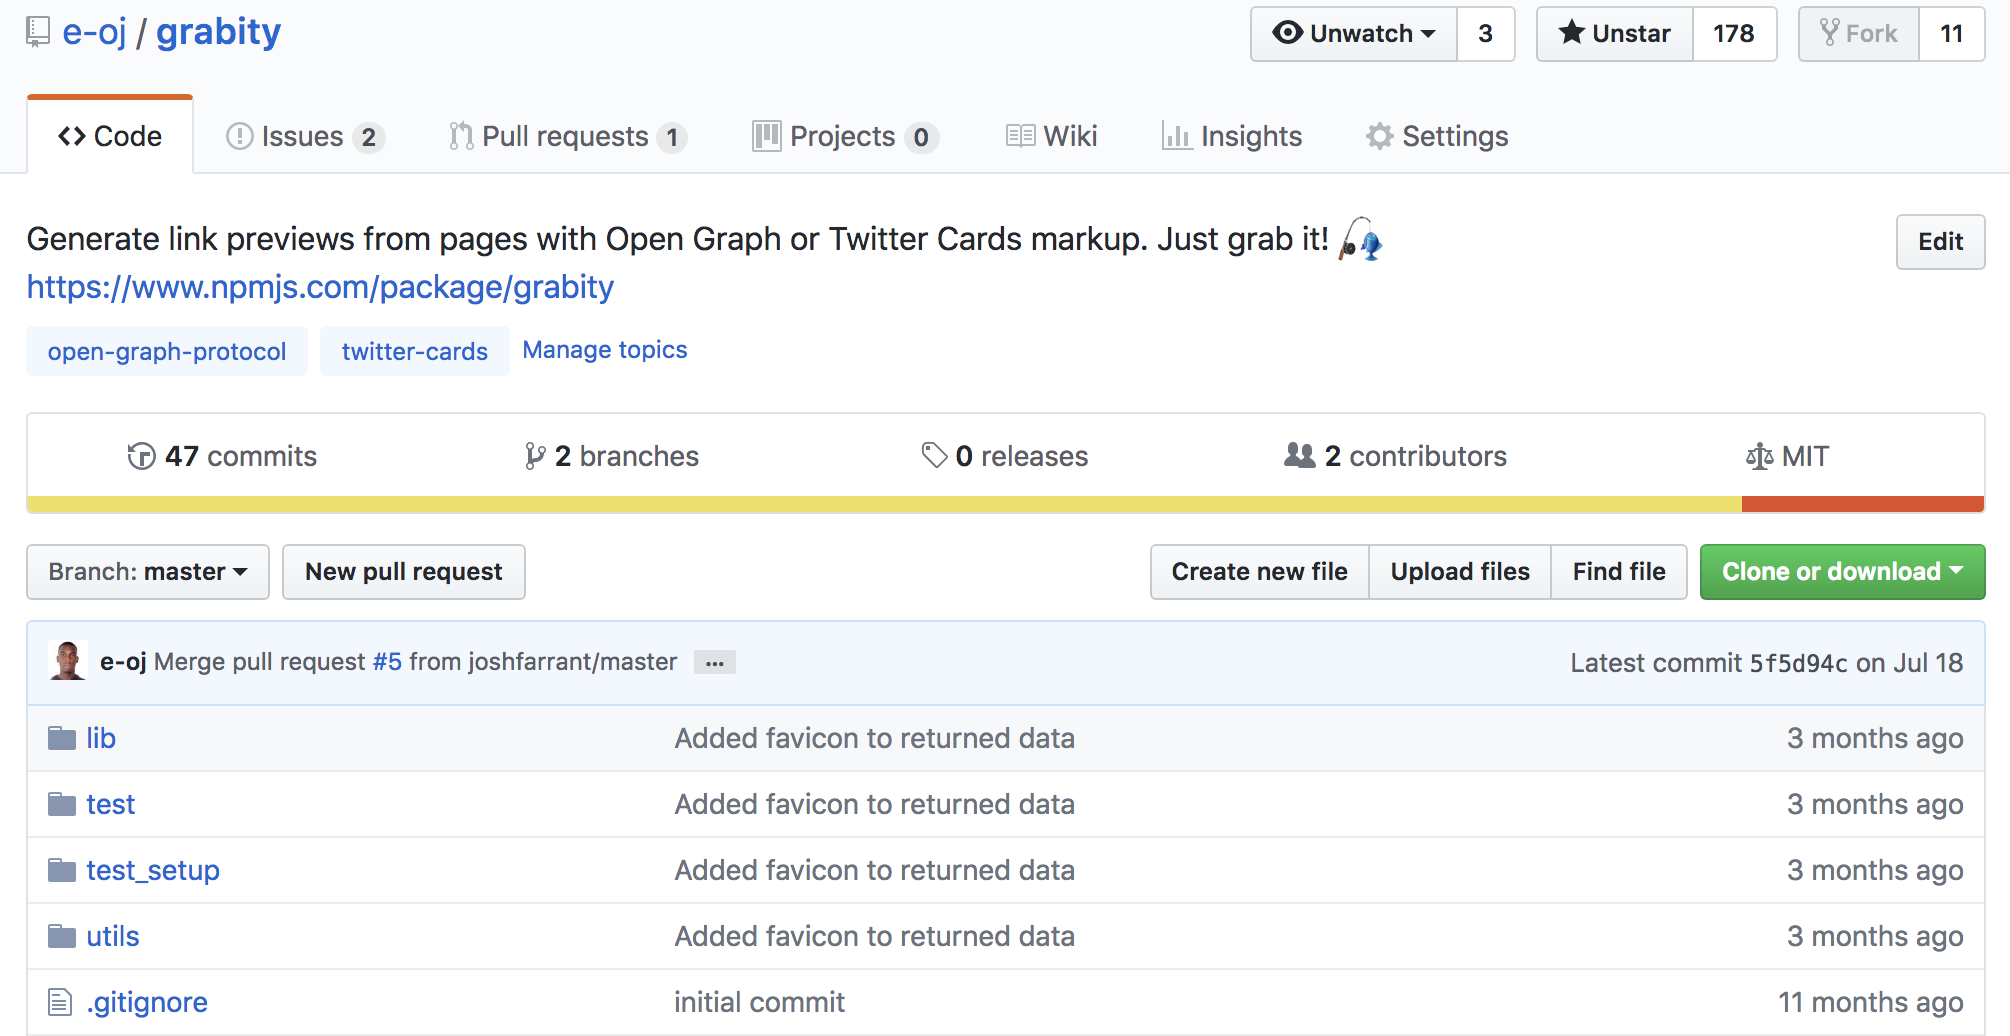 e-oj / grabity
Unwatch 3 Unstar 178 Fork 11
Code Issues 2 Pull requests 1 Projects 0 Wiki Insights Settings
Generate link previews from pages with Open Graph or Twitter Cards markup. Just grab it! 🎣
Edit
https://www.npmjs.com/package/grabity
open-graph-protocol twitter-cards Manage topics
47 commits 2 branches 0 releases 2 contributors MIT
Branch: master New pull request Create new file Upload files Find file Clone or download
e-oj Merge pull request #5 from joshfarrant/master ... Latest commit 5f5d94c on Jul 18
lib Added favicon to returned data 3 months ago
test Added favicon to returned data 3 months ago
test_setup Added favicon to returned data 3 months ago
utils Added favicon to returned data 3 months ago
.gitignore initial commit 11 months ago